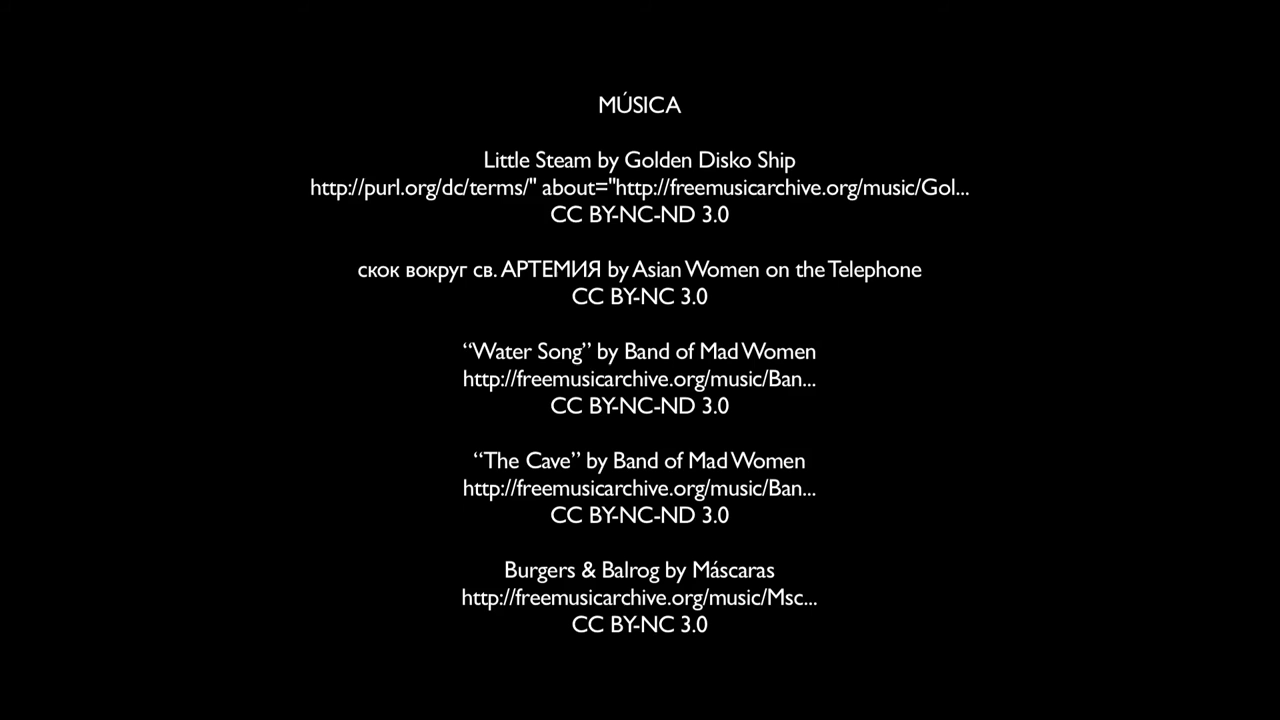 MÚSICA
Little Steam by Golden Disko Ship
http://purl.org/dc/terms/" about="http://freemusicarchive.org/music/Gol...
CC BY-NC-ND 3.0
скок вокруг св. АРТЕМИЯ by Asian Women on the Telephone
CC BY-NC 3.0
“Water Song” by Band of Mad Women
http://freemusicarchive.org/music/Ban...
CC BY-NC-ND 3.0
“The Cave” by Band of Mad Women
http://freemusicarchive.org/music/Ban...
CC BY-NC-ND 3.0
Burgers & Balrog by Máscaras
http://freemusicarchive.org/music/Msc...
CC BY-NC 3.0